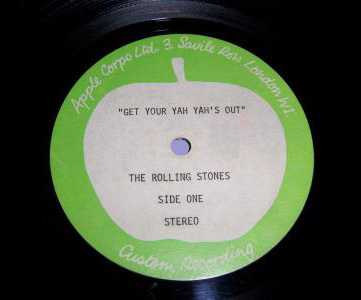 Apple Corps Ltd. 3 Savile Row London W1.
"GET YOUR YAH YAH'S OUT"
THE ROLLING STONES
SIDE ONE
STEREO
Custom Recording